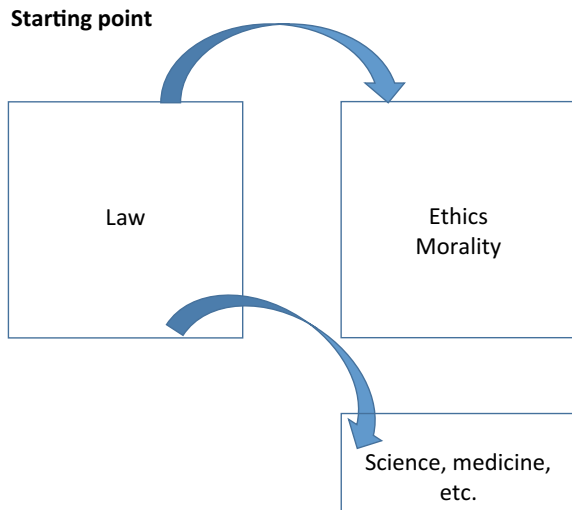 Starting point
Law
Ethics
Morality
Science, medicine,
etc.